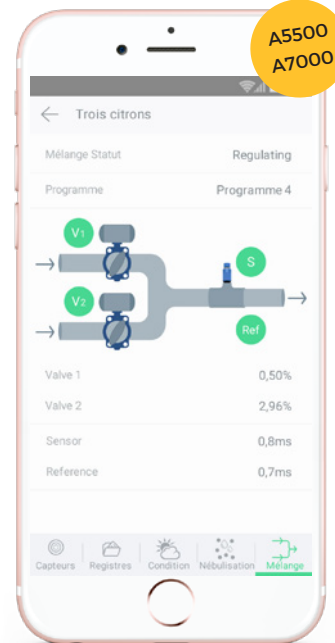 A5500
A7000
Trois citrons
Mélange Statut Regulating
Programme Programme 4
V1
S
V2
Ref
Valve 1 0,50%
Valve 2 2,96%
Sensor 0,8ms
Reference 0,7ms
Capteurs Registres Condition Nébulisation Mélange